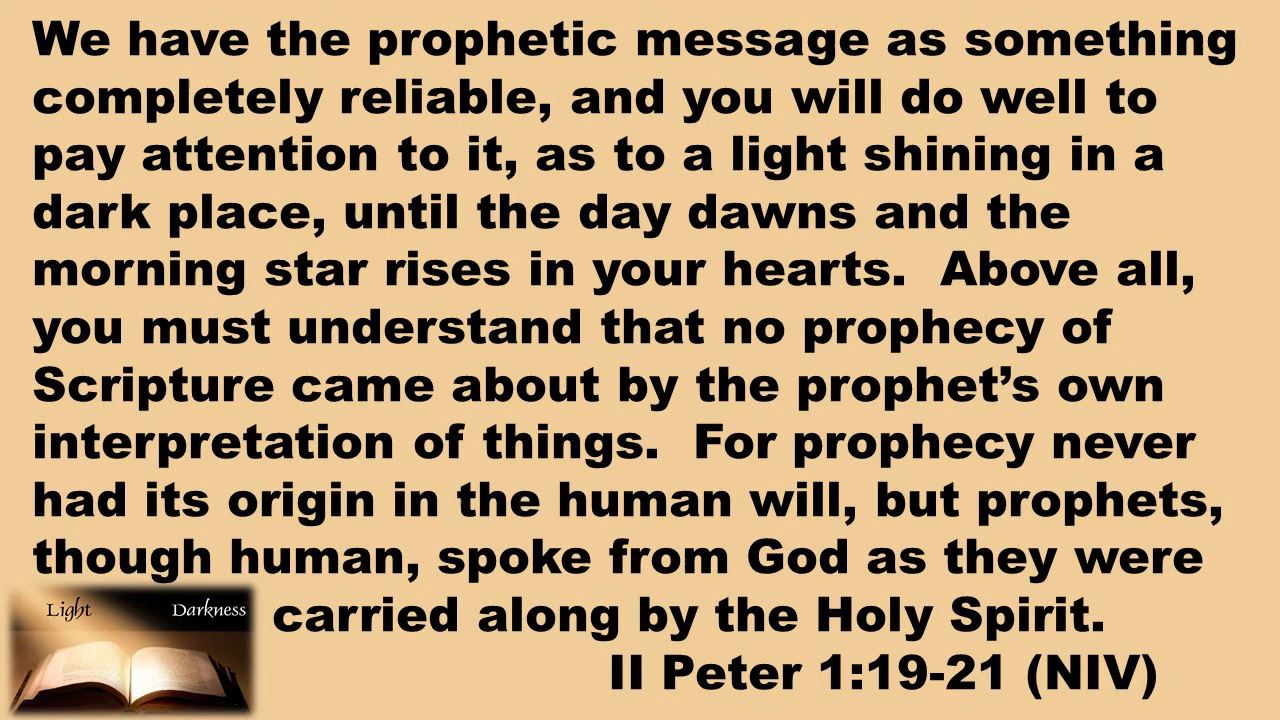 We have the prophetic message as something
completely reliable, and you will do well to
pay attention to it, as to a light shining in a
dark place, until the day dawns and the
morning star rises in your hearts.  Above all,
you must understand that no prophecy of
Scripture came about by the prophet’s own
interpretation of things.  For prophecy never
had its origin in the human will, but prophets,
though human, spoke from God as they were
carried along by the Holy Spirit.
Light Darkness
II Peter 1:19-21 (NIV)